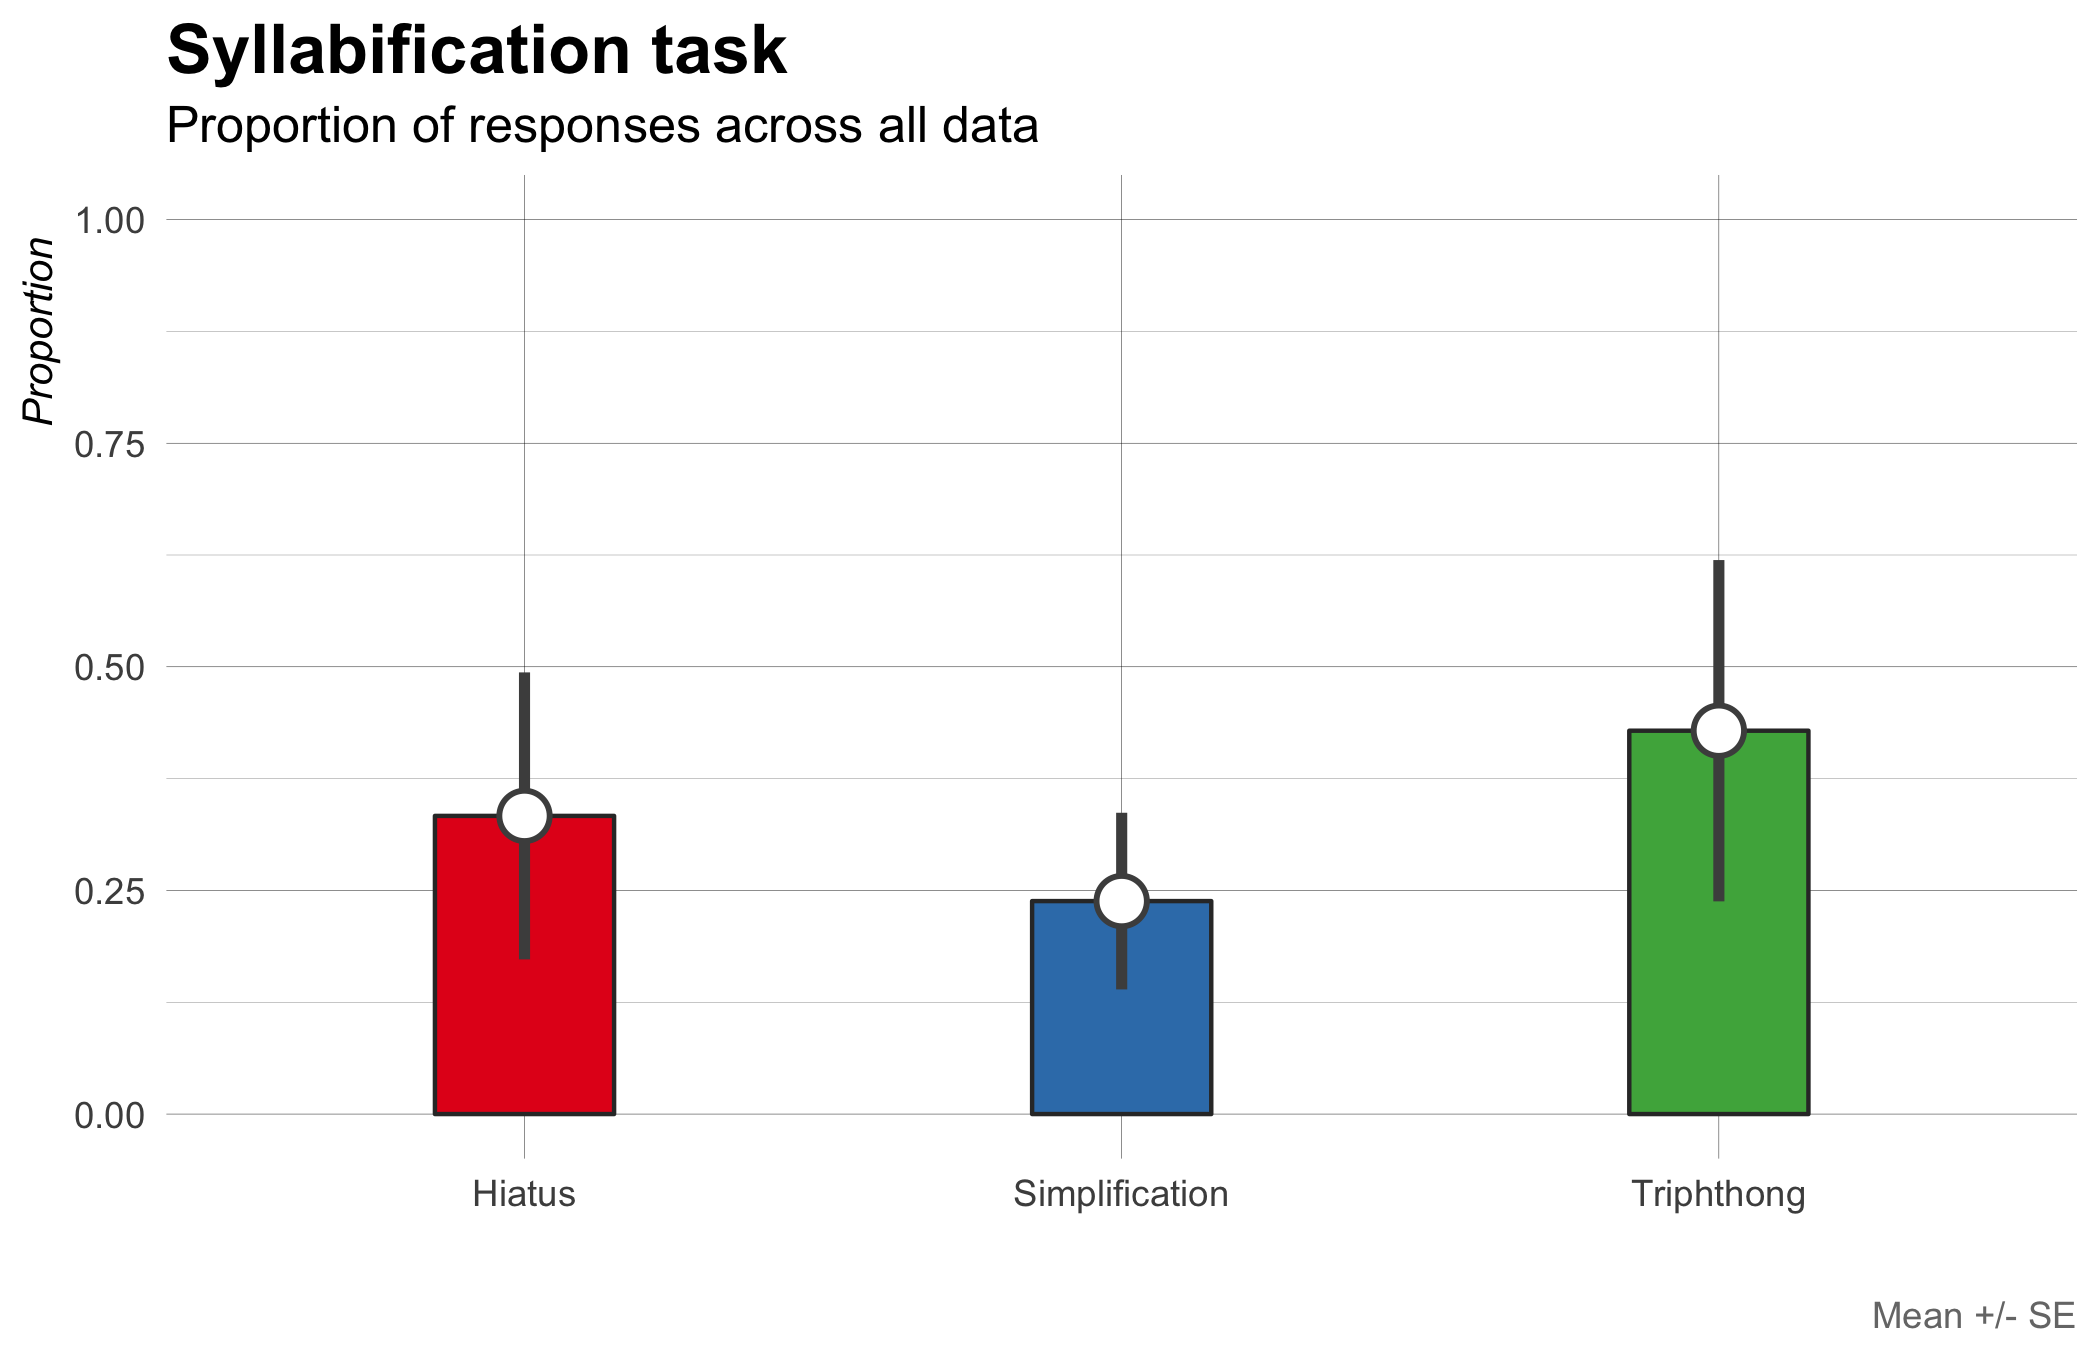 Syllabification task
Proportion of responses across all data
Proportion
1.00
0.75
0.50
0.25
0.00
Hiatus Simplification Triphthong
Mean +/- SE